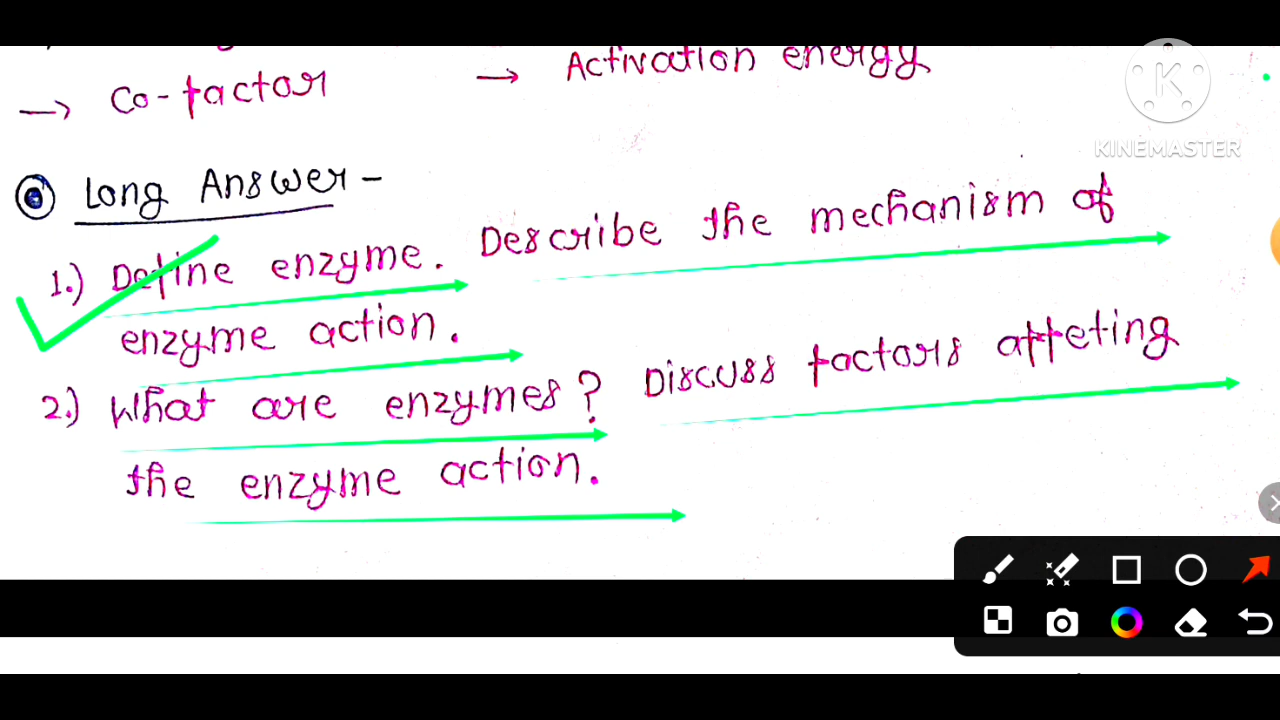 → Co-factor → Activation energy
KINEMASTER
Long Answer -
1.) Define enzyme. Describe the mechanism of
enzyme action.
2.) What are enzymes? Discuss factors affeting
the enzyme action.